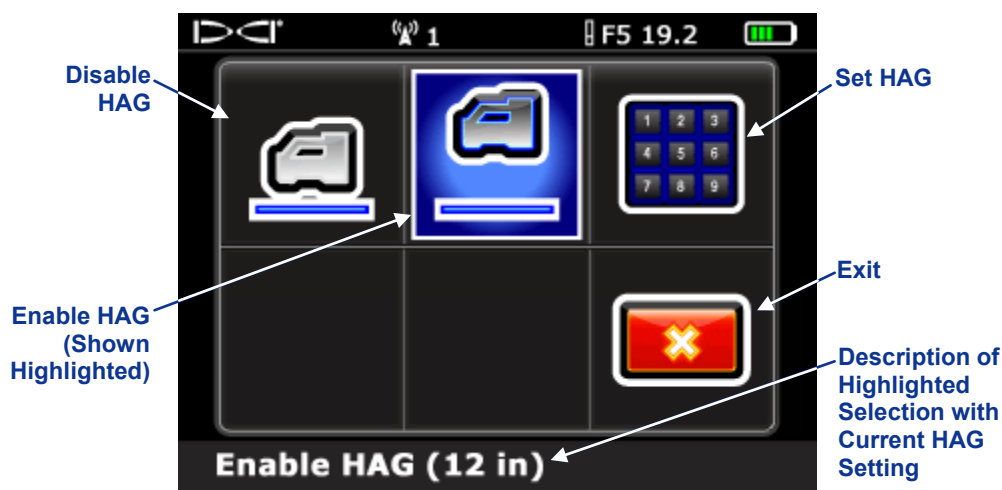 DCI
1
F5 19.2
Disable
HAG
Set HAG
1 2 3
4 5 6
7 8 9
Enable HAG
(Shown
Highlighted)
Exit
Description of
Highlighted
Selection with
Current HAG
Setting
Enable HAG (12 in)